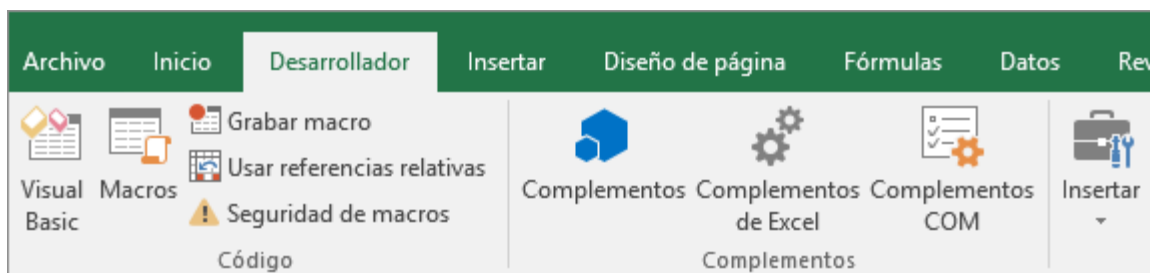 Archivo Inicio Desarrollador Insertar Diseño de página Fórmulas Datos
Grabar macro
Usar referencias relativas
Seguridad de macros
Visual Basic
Macros
Código
Complementos
Complementos de Excel
Complementos COM
Complementos
Insertar